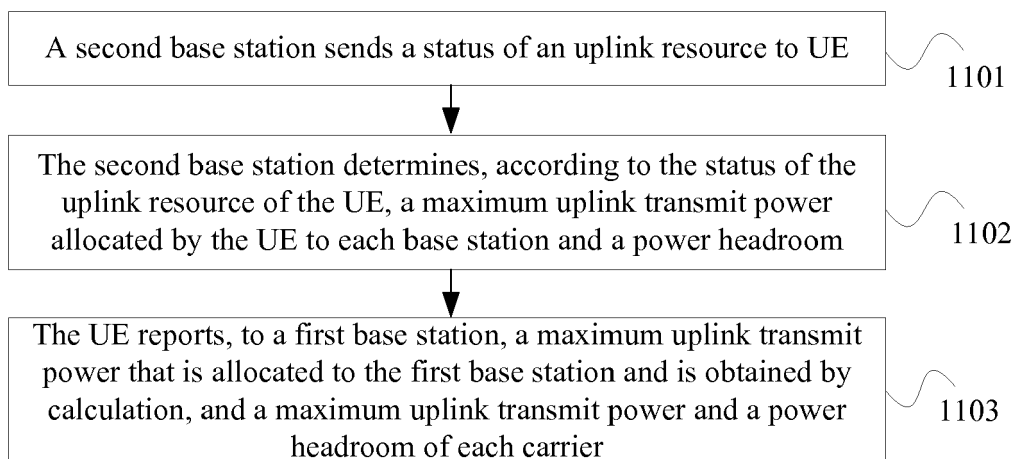 A second base station sends a status of an uplink resource to UE
1101
The second base station determines, according to the status of the
uplink resource of the UE, a maximum uplink transmit power
allocated by the UE to each base station and a power headroom
1102
The UE reports, to a first base station, a maximum uplink transmit
power that is allocated to the first base station and is obtained by
calculation, and a maximum uplink transmit power and a power
headroom of each carrier
1103